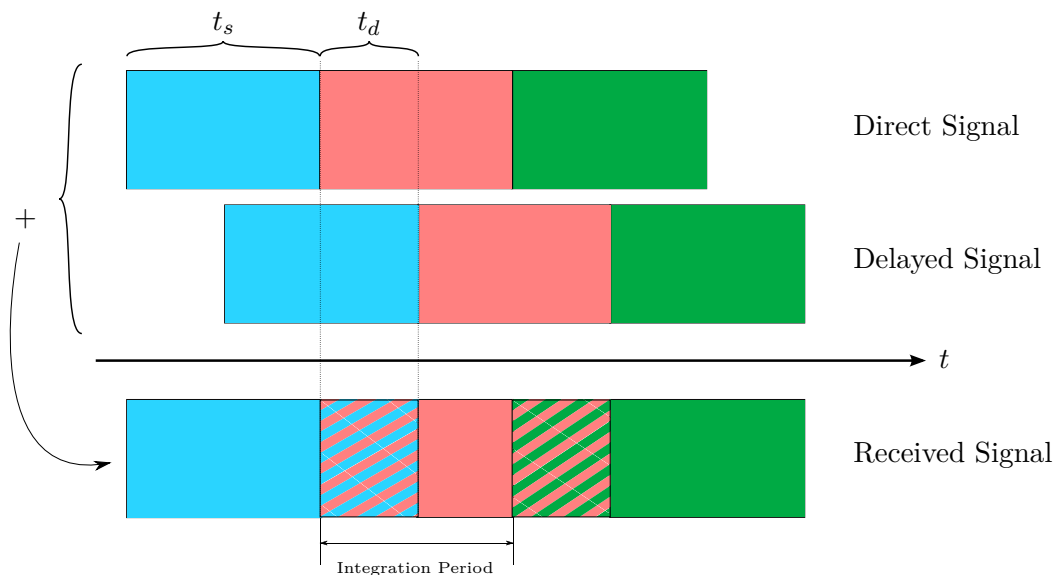 t_s t_d
Direct Signal
+
Delayed Signal
t
Received Signal
Integration Period